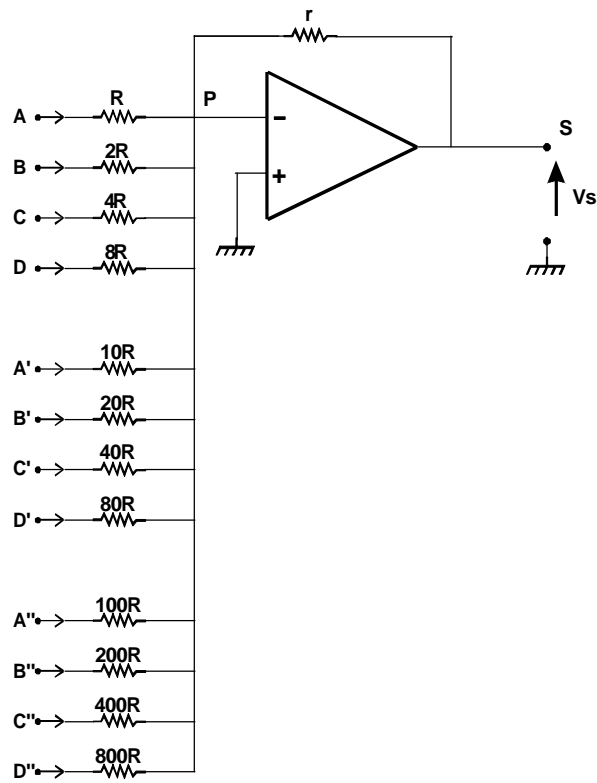 r
A R P -
S
B 2R
+
Vs
C 4R
D 8R
A' 10R
B' 20R
C' 40R
D' 80R
A" 100R
B" 200R
C" 400R
D" 800R